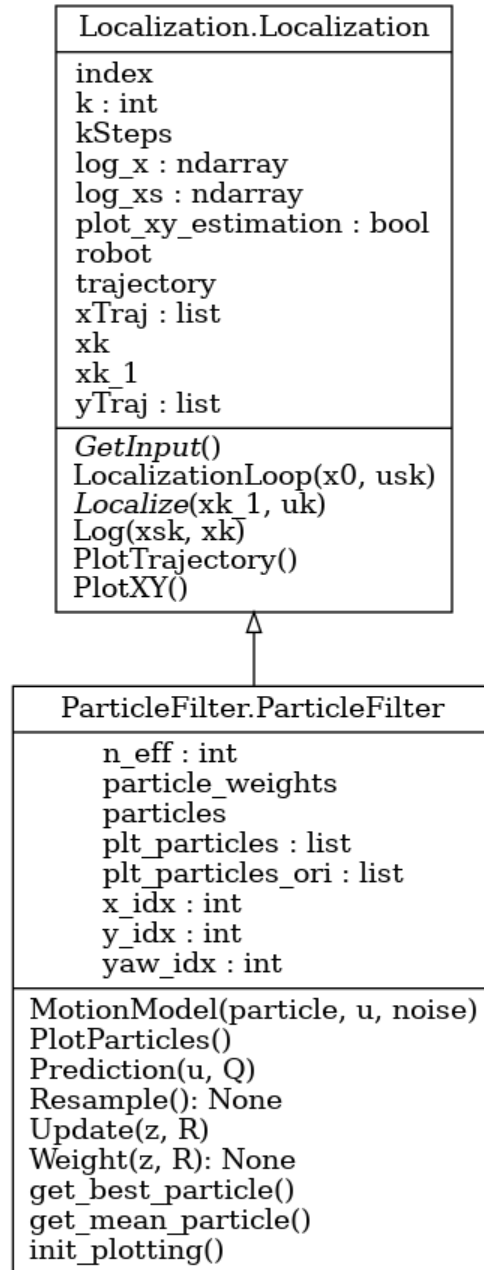 Localization.Localization
index
k : int
kSteps
log_x : ndarray
log_xs : ndarray
plot_xy_estimation : bool
robot
trajectory
xTraj : list
xk
xk_1
yTraj : list
GetInput()
LocalizationLoop(x0, usk)
Localize(xk_1, uk)
Log(xsk, xk)
PlotTrajectory()
PlotXY()
ParticleFilter.ParticleFilter
n_eff : int
particle_weights
particles
plt_particles : list
plt_particles_ori : list
x_idx : int
y_idx : int
yaw_idx : int
MotionModel(particle, u, noise)
PlotParticles()
Prediction(u, Q)
Resample(): None
Update(z, R)
Weight(z, R): None
get_best_particle()
get_mean_particle()
init_plotting()